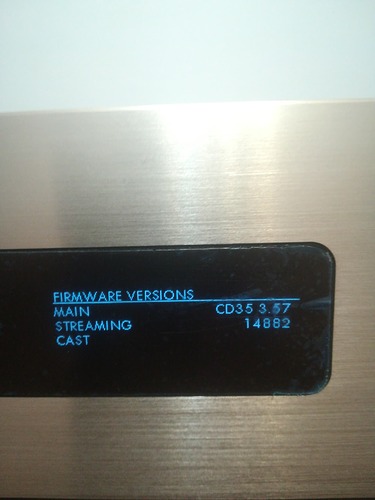 FIRMWARE VERSIONS
MAIN CD35 3.57
STREAMING 14882
CAST